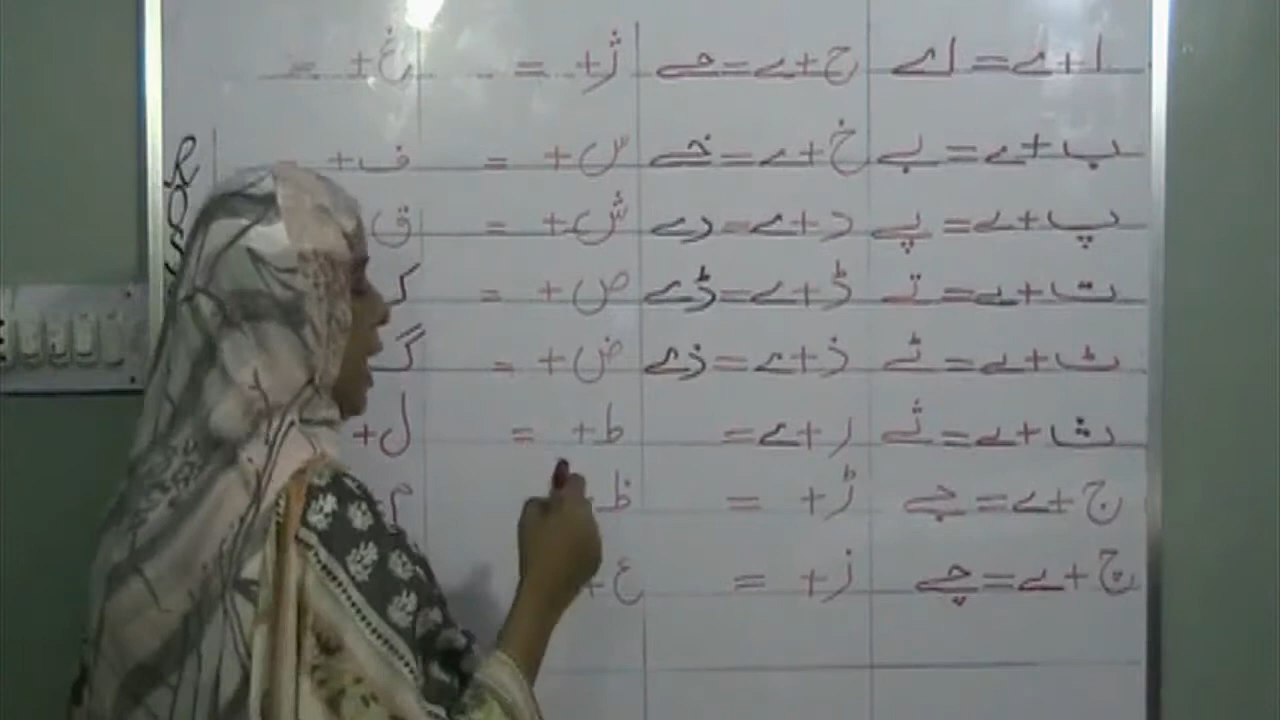 ا+ے=اے ح+ے=حے ژ+ = غ+ =
ب+ے=بے خ+ے=خے س+ = ف+ =
پ+ے=پے د+ے=دے ش+ = ق
ت+ے=تے ڈ+ے=ڈے ص+ = ک
ٹ+ے=ٹے ذ+ے=ذے ض+ = گ
ث+ے=ثے ر+ے= ط+ = ل+
ج+ے=جے ڑ+ = ظ+ م
چ+ے=چے ز+ = ع+